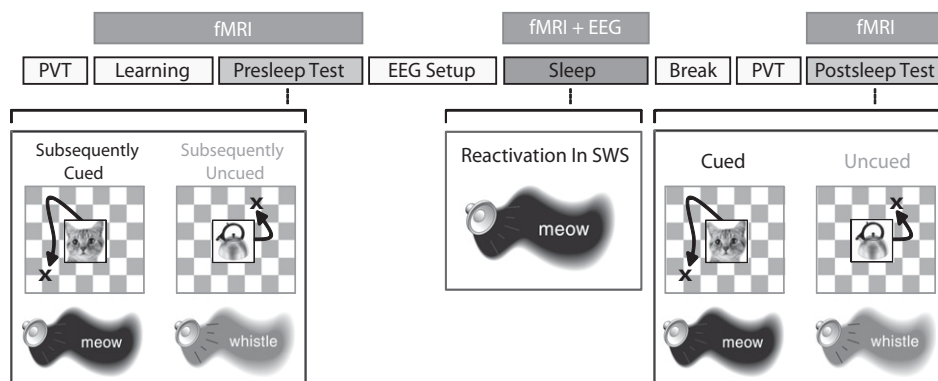 fMRI
fMRI + EEG
fMRI
PVT
Learning
Presleep Test
EEG Setup
Sleep
Break
PVT
Postsleep Test
Subsequently
Cued
Subsequently
Uncued
x
x
meow
whistle
Reactivation In SWS
meow
Cued
Uncued
x
x
meow
whistle